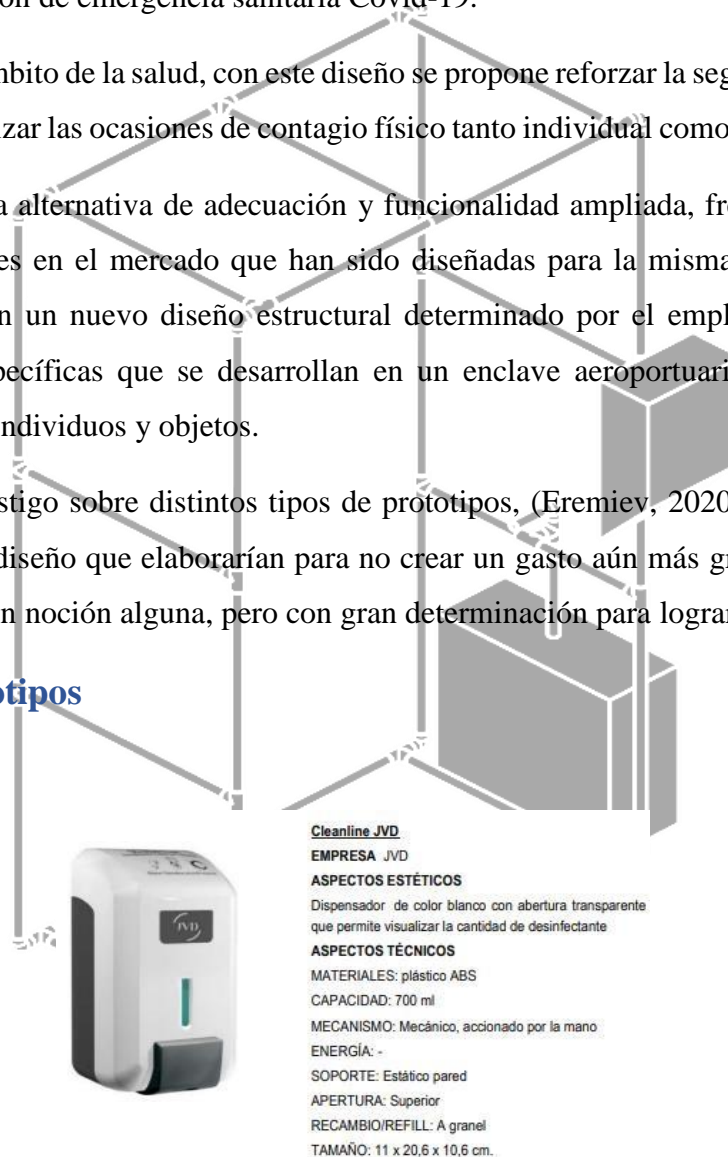 ón de emergencia sanitaria Covid-19.
mbito de la salud, con este diseño se propone reforzar la seg
izar las ocasiones de contagio físico tanto individual como
a alternativa de adecuación y funcionalidad ampliada, fre
es en el mercado que han sido diseñadas para la misma
n un nuevo diseño estructural determinado por el empl
pecíficas que se desarrollan en un enclave aeroportuari
individuos y objetos.
stigo sobre distintos tipos de prototipos, (Eremiev, 2020
diseño que elaborarían para no crear un gasto aún más gr
in noción alguna, pero con gran determinación para lograr
otipos
JVD
Cleanline JVD
EMPRESA JVD
ASPECTOS ESTÉTICOS
Dispensador de color blanco con abertura transparente
que permite visualizar la cantidad de desinfectante
ASPECTOS TÉCNICOS
MATERIALES: plástico ABS
CAPACIDAD: 700 ml
MECANISMO: Mecánico, accionado por la mano
ENERGÍA: -
SOPORTE: Estático pared
APERTURA: Superior
RECAMBIO/REFILL: A granel
TAMAÑO: 11 x 20,6 x 10,6 cm.